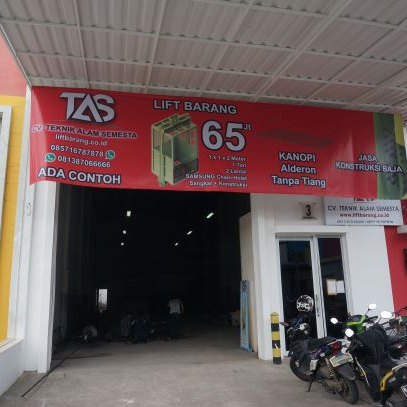 TAS
CV. TEKNIK ALAM SEMESTA
liftbarang.co.id
085716787878
081387066666
ADA CONTOH
LIFT BARANG
65 Jt
1 x 1 x 2 Meter
1 Ton
2 Lantai
SAMSUNG Chain Hoist
Sangkar + Konstruksi
KANOPI
Alderon
Tanpa Tiang
JASA
KONSTRUKSI BAJA
3
CV. TEKNIK ALAM SEMESTA
www.liftbarang.co.id